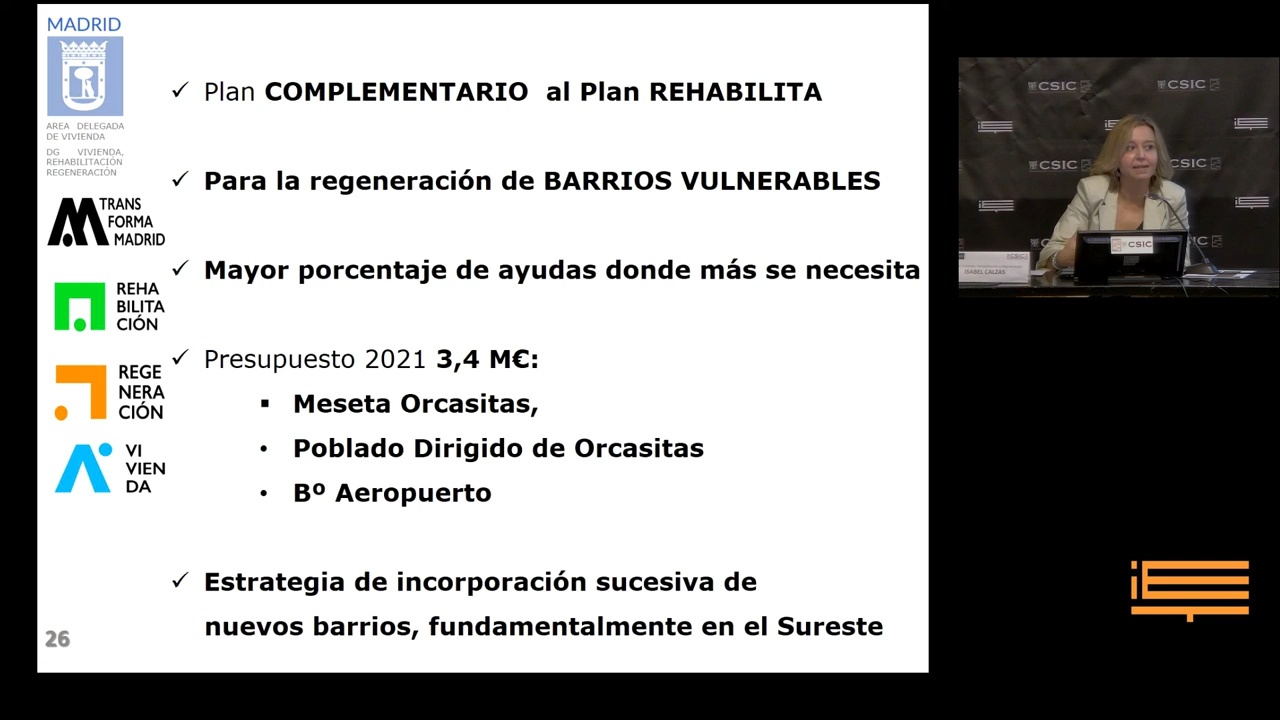 MADRID
AREA DELEGADA
DE VIVIENDA
DG VIVIENDA,
REHABILITACIÓN
REGENERACIÓN
TRANS
FORMA
MADRID
REHA
BILITA
CIÓN
REGE
NERA
CIÓN
VI
VIEN
DA
26
✓ Plan COMPLEMENTARIO al Plan REHABILITA
✓ Para la regeneración de BARRIOS VULNERABLES
✓ Mayor porcentaje de ayudas donde más se necesita
✓ Presupuesto 2021 3,4 M€:
▪ Meseta Orcasitas,
• Poblado Dirigido de Orcasitas
• Bº Aeropuerto
✓ Estrategia de incorporación sucesiva de
nuevos barrios, fundamentalmente en el Sureste
CSIC
CSIC
CSIC
CSIC
CSIC
ISABEL CALZAS